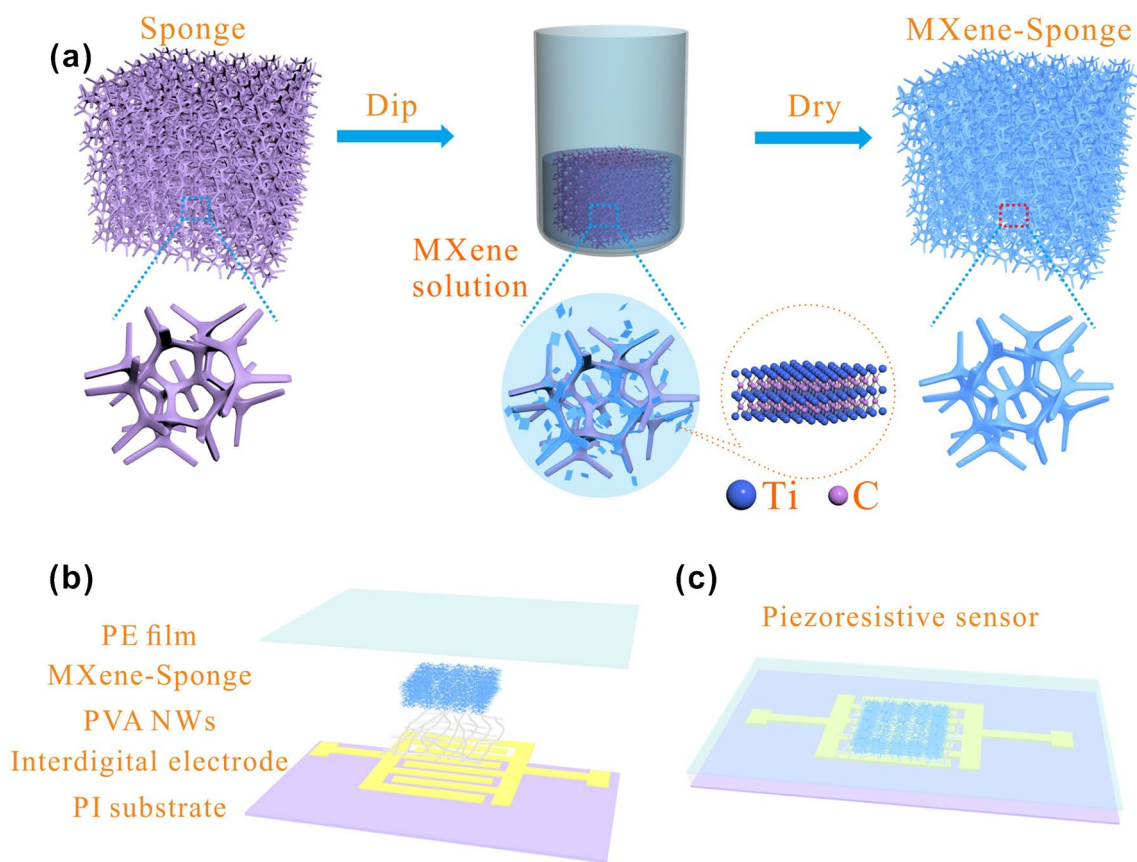 (a)
Sponge
Dip
Dry
MXene-Sponge
MXene
solution
Ti
C
(b)
PE film
MXene-Sponge
PVA NWs
Interdigital electrode
PI substrate
(c)
Piezoresistive sensor